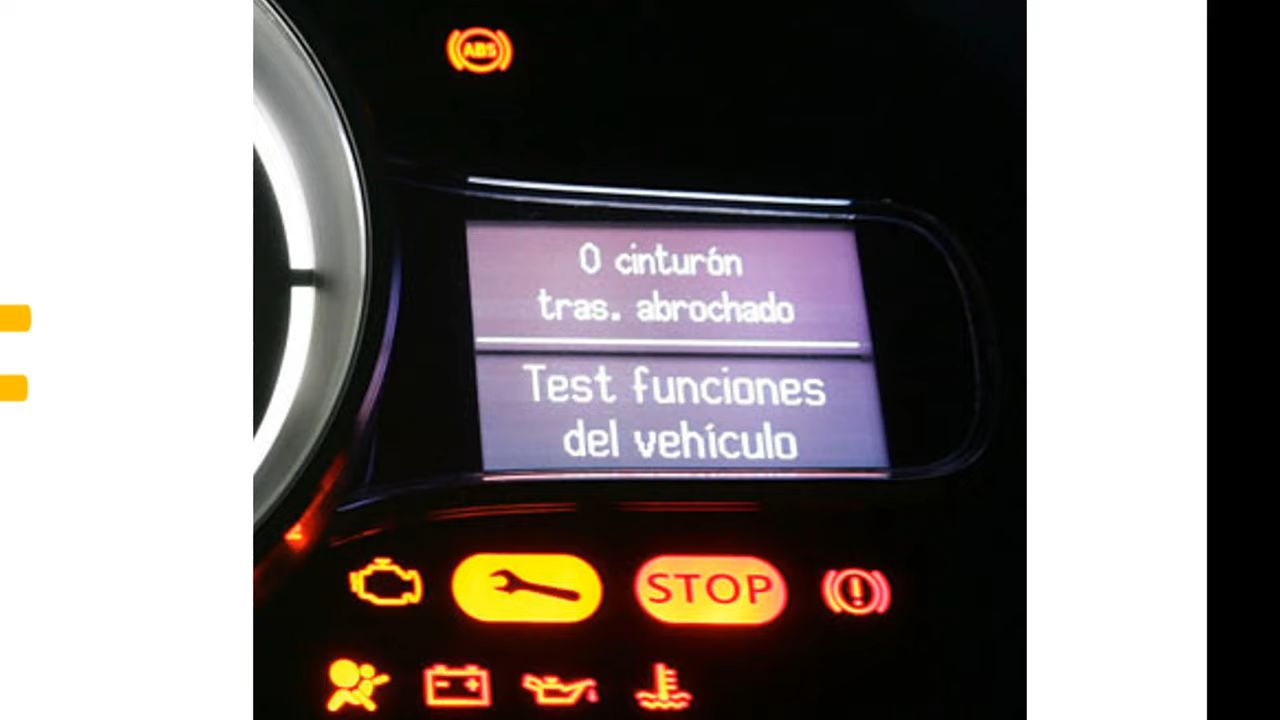 ABS
0 cinturón
tras. abrochado
Test funciones
del vehículo
STOP